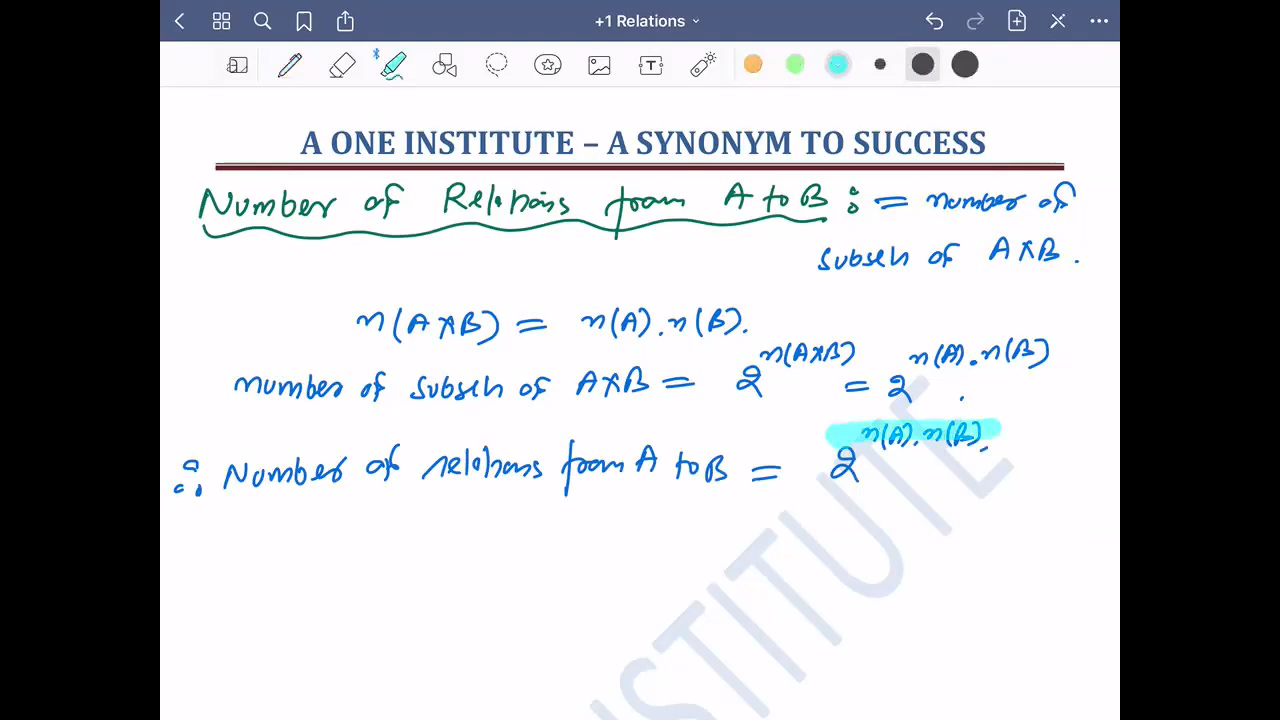 +1 Relations
A ONE INSTITUTE – A SYNONYM TO SUCCESS
Number of Relations from A to B : = number of
subsets of A×B.
n(A×B) = n(A).n(B).
number of subsets of A×B = 2^n(A×B) = 2^n(A).n(B).
∴ Number of relations from A to B = 2^n(A).n(B).
INSTITUTE